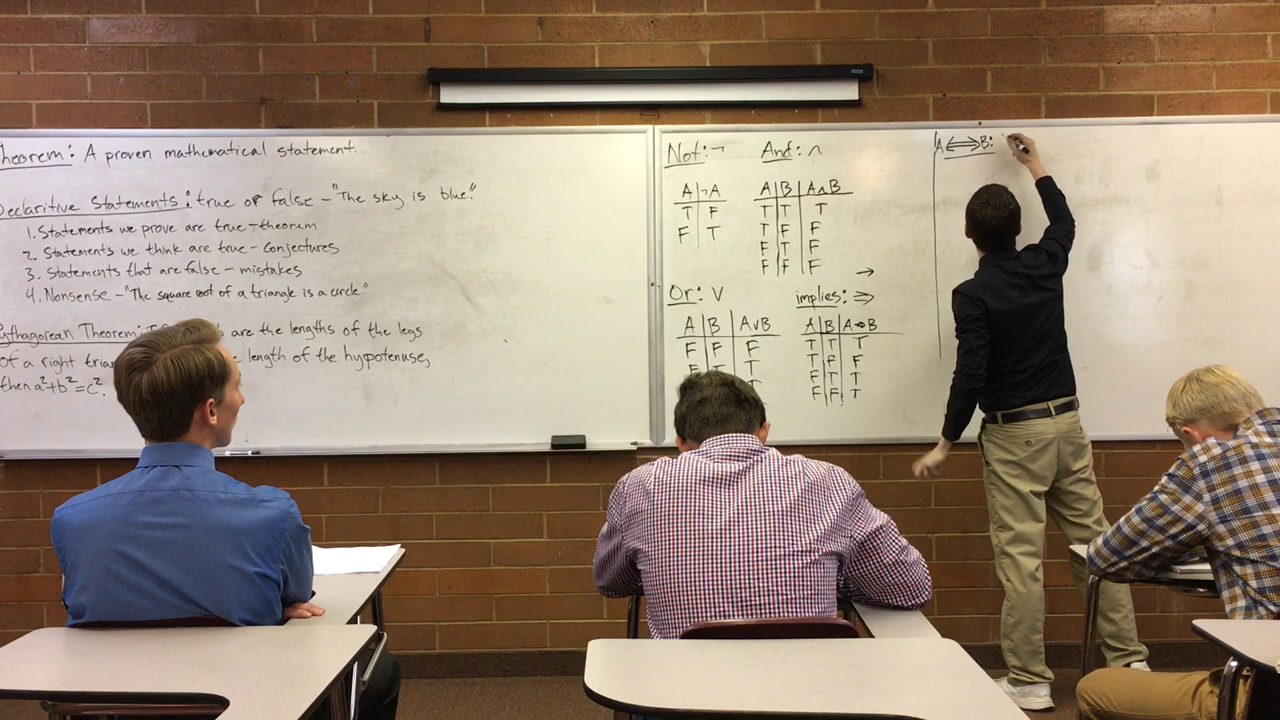 heorem: A proven mathematical statement.
Declaritive Statements: true or false - "The sky is blue."
1. Statements we prove are true - theorem
2. Statements we think are true - conjectures
3. Statements that are false - mistakes
4. Nonsense - "The square root of a triangle is a circle"
ythagorean Theorem: If are the lengths of the legs
of a right length of the hypotenuse,
then a²+b²=c².
Not: ¬
A ¬A
T F
F T
And: ∧
A B A∧B
T T T
T F F
F T F
F F F
Or: ∨
A B A∨B
F F F
F T T
→
implies: ⇒
A B A⇒B
T T T
T F F
F T T
F F T
A ⟺ B: